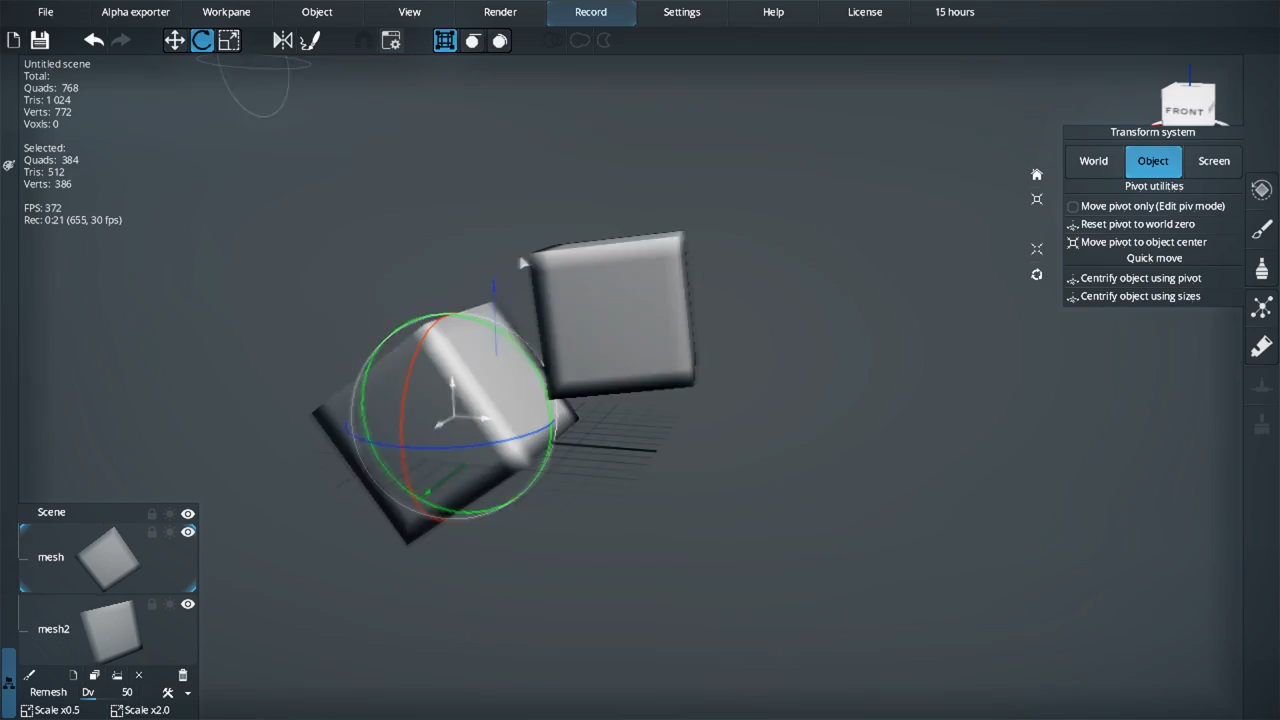 File Alpha exporter Workpane Object View Render Record Settings Help License 15 hours
Untitled scene
Total:
Quads: 768
Tris: 1 024
Verts: 772
Voxls: 0
Selected:
Quads: 384
Tris: 512
Verts: 386
FPS: 372
Rec: 0:21 (655, 30 fps)
FRONT
Transform system
World Object Screen
Pivot utilities
Move pivot only (Edit piv mode)
Reset pivot to world zero
Move pivot to object center
Quick move
Centrify object using pivot
Centrify object using sizes
Scene
mesh
mesh2
Remesh Dv 50
Scale x0.5 Scale x2.0